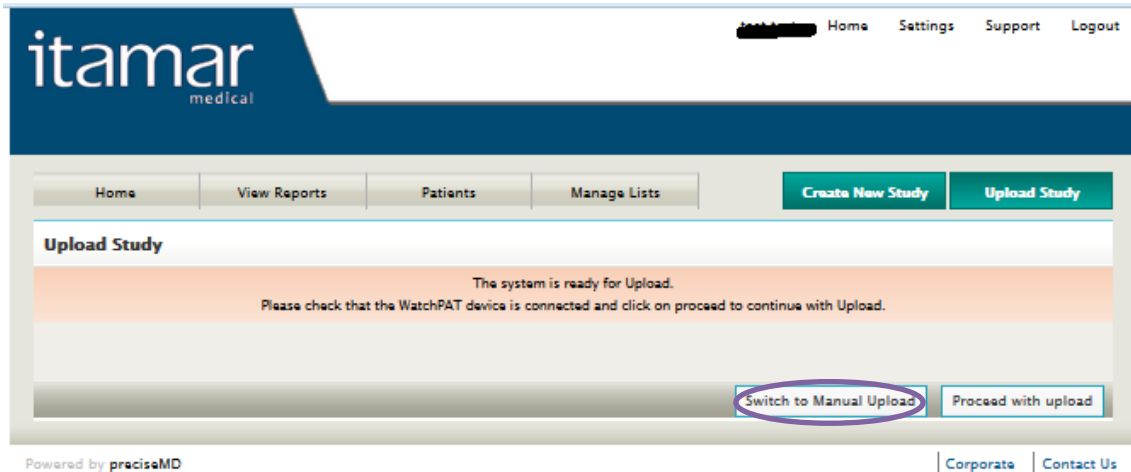 itamar
medical
Home Settings Support Logout
Home View Reports Patients Manage Lists Create New Study Upload Study
Upload Study
The system is ready for Upload.
Please check that the WatchPAT device is connected and click on proceed to continue with Upload.
Switch to Manual Upload Proceed with upload
Powered by preciseMD Corporate Contact Us